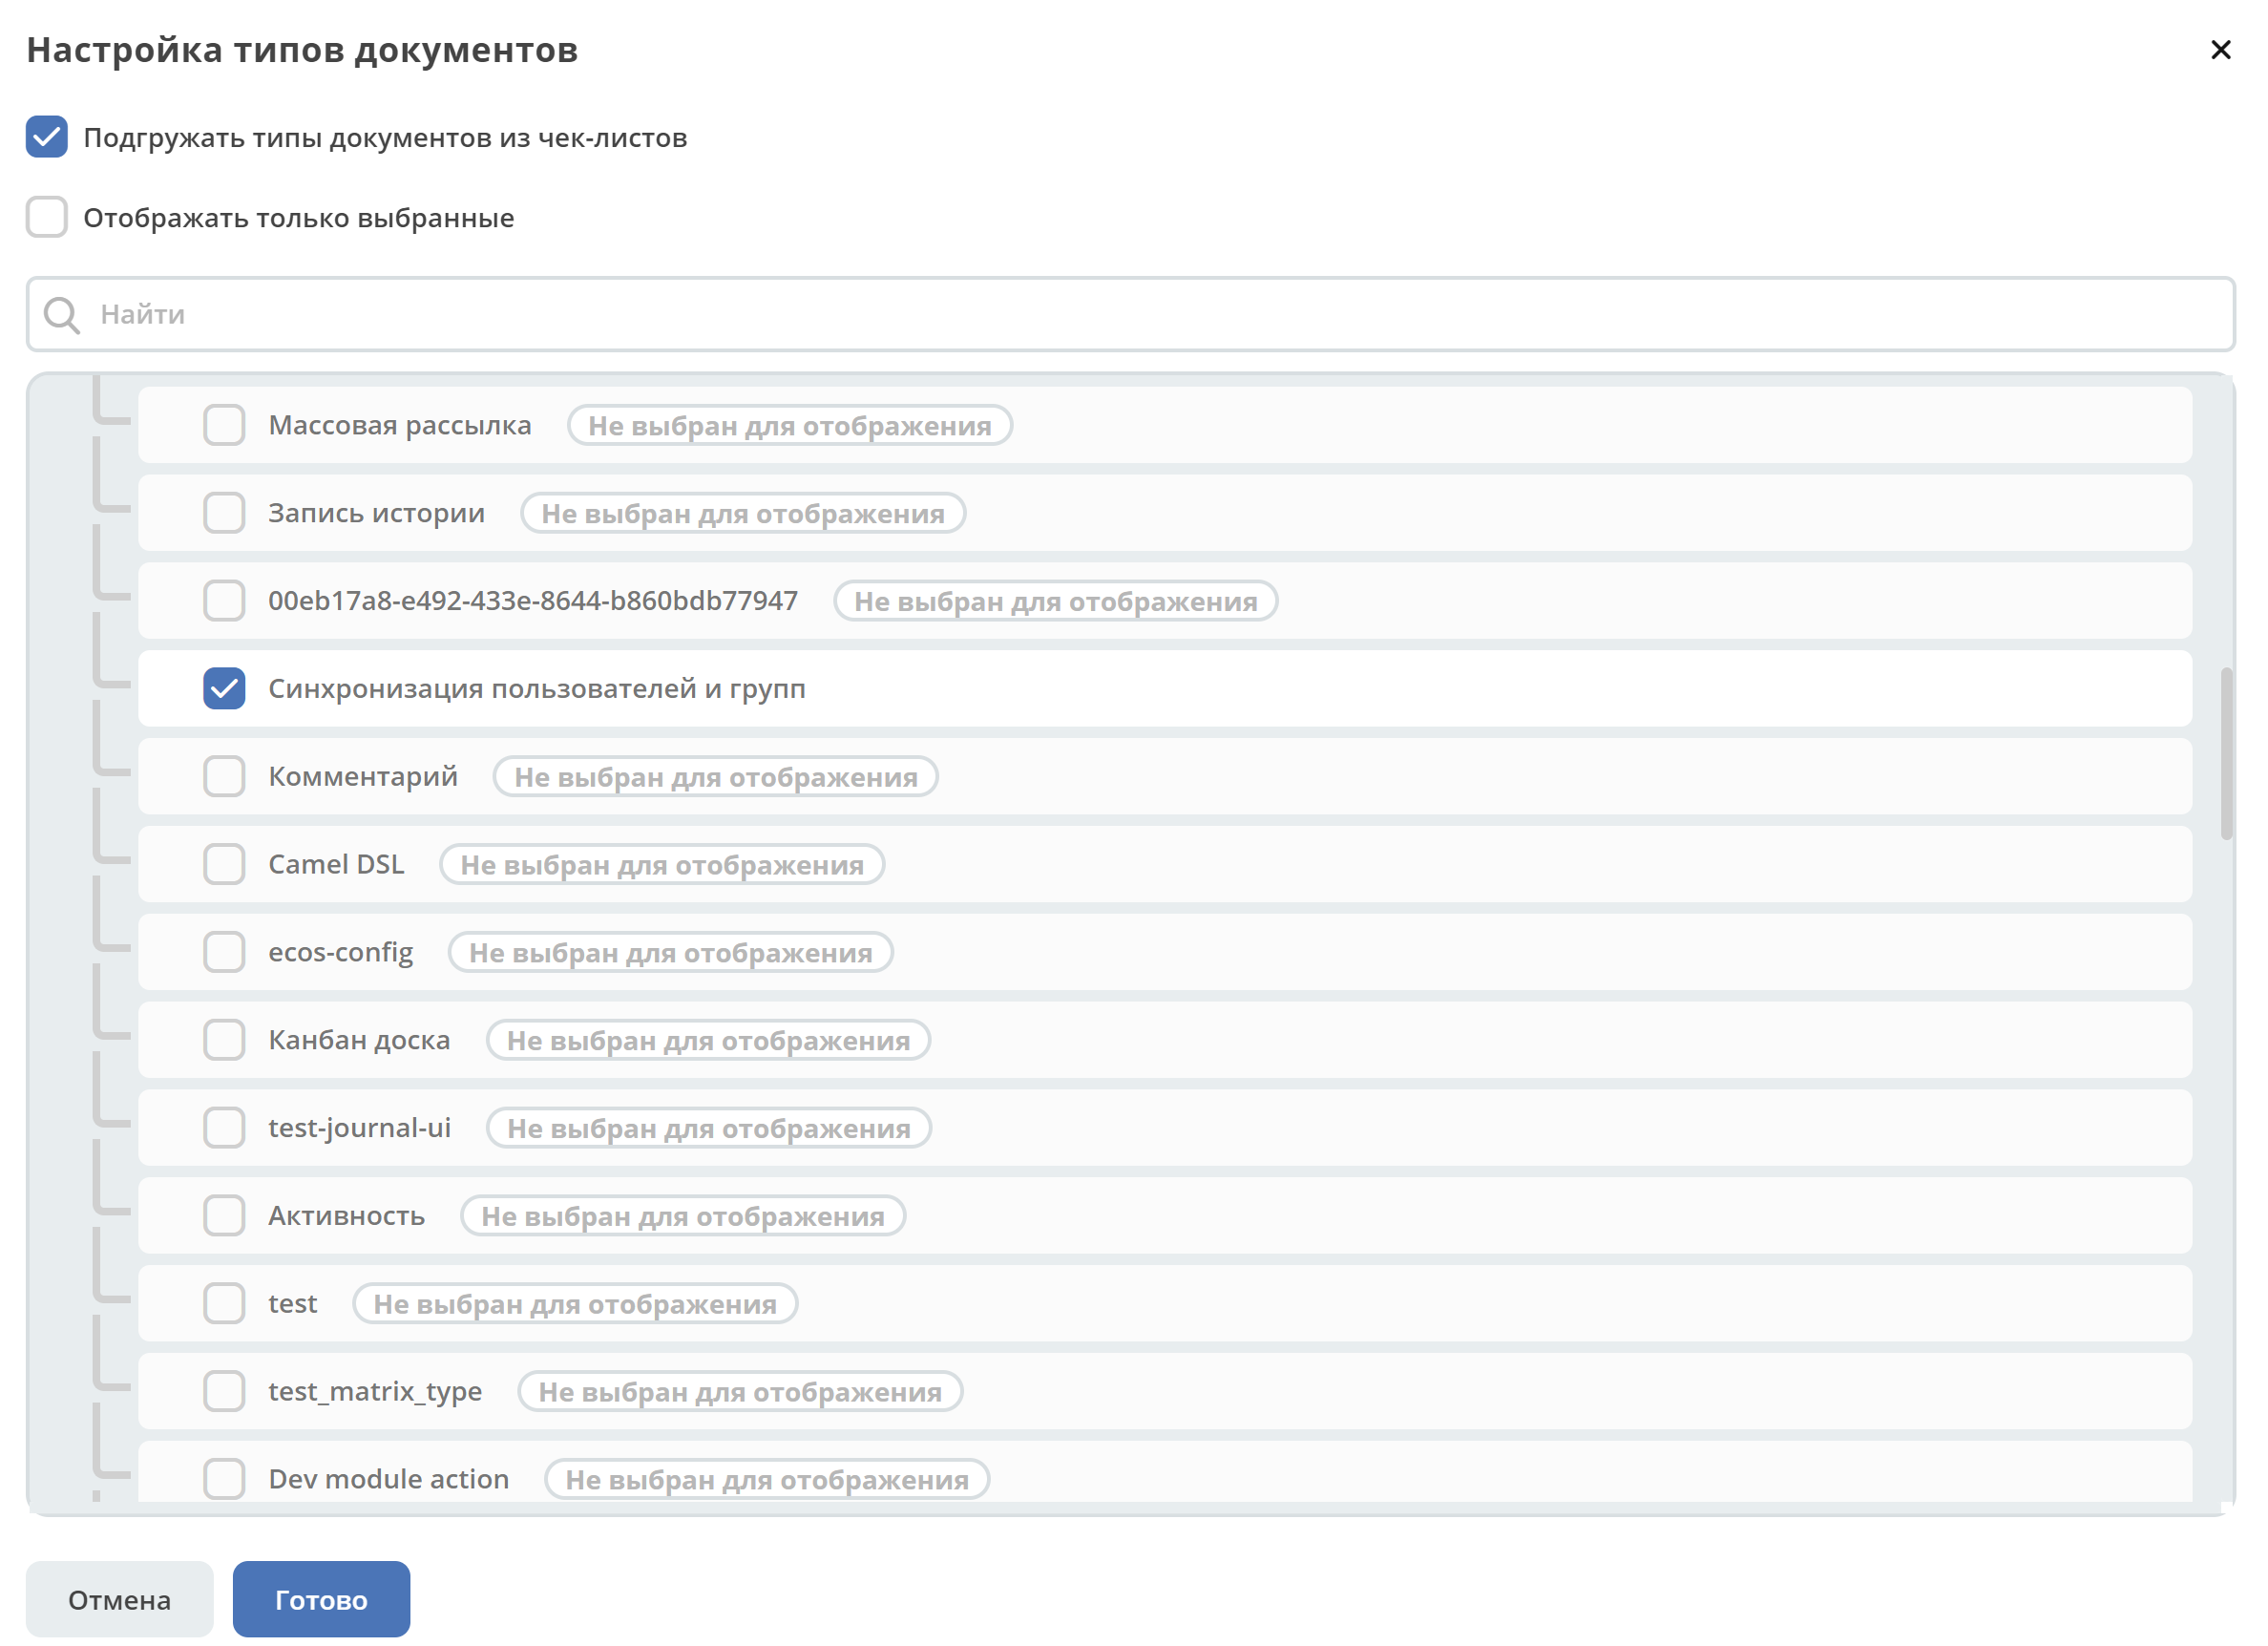 Настройка типов документов
Подгружать типы документов из чек-листов
Отображать только выбранные
Найти
Массовая рассылка Не выбран для отображения
Запись истории Не выбран для отображения
00eb17a8-e492-433e-8644-b860bdb77947 Не выбран для отображения
Синхронизация пользователей и групп
Комментарий Не выбран для отображения
Camel DSL Не выбран для отображения
ecos-config Не выбран для отображения
Канбан доска Не выбран для отображения
test-journal-ui Не выбран для отображения
Активность Не выбран для отображения
test Не выбран для отображения
test_matrix_type Не выбран для отображения
Dev module action Не выбран для отображения
Отмена Готово